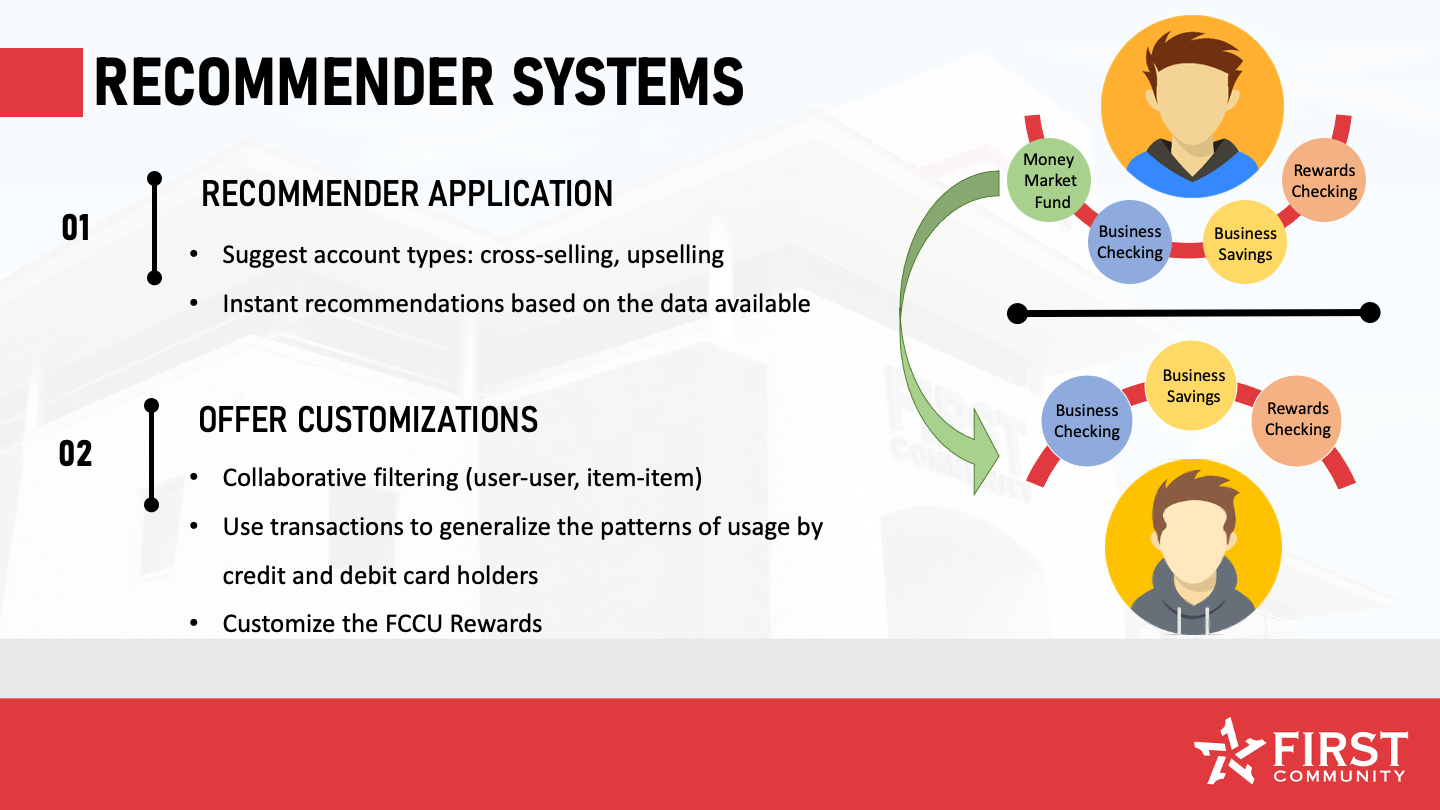 RECOMMENDER SYSTEMS
01
RECOMMENDER APPLICATION
• Suggest account types: cross-selling, upselling
• Instant recommendations based on the data available
02
OFFER CUSTOMIZATIONS
• Collaborative filtering (user-user, item-item)
• Use transactions to generalize the patterns of usage by
credit and debit card holders
• Customize the FCCU Rewards
Money
Market
Fund
Business
Checking
Business
Savings
Rewards
Checking
Business
Checking
Business
Savings
Rewards
Checking
FIRST
COMMUNITY
FIRST
COMMUNITY